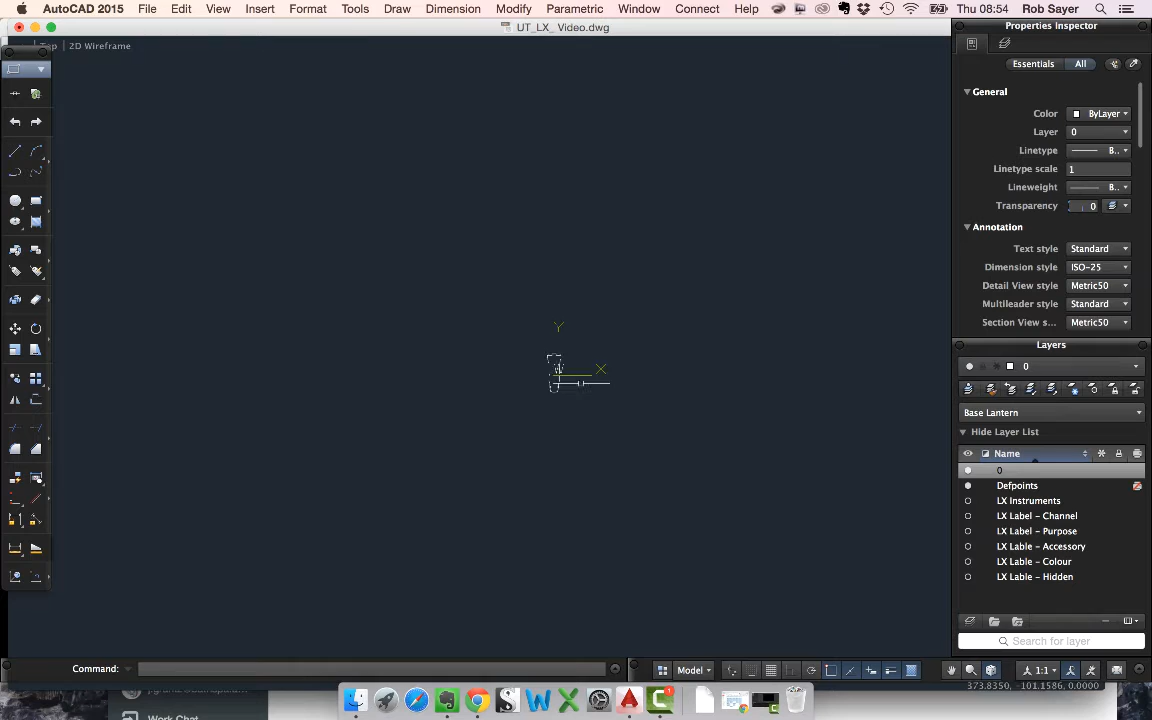 AutoCAD 2015 File Edit View Insert Format Tools Draw Dimension Modify Parametric Window Connect Help Thu 08:54 Rob Sayer
UT_LX_ Video.dwg
Properties Inspector
Top | 2D Wireframe
Essentials All
General
Color ByLayer
Layer 0
Linetype B..
Linetype scale 1
Lineweight B..
Transparency 0
Annotation
Text style Standard
Dimension style ISO-25
Detail View style Metric50
Multileader style Standard
Section View s... Metric50
Y
X
Layers
0
Base Lantern
Hide Layer List
Name
0
Defpoints
LX Instruments
LX Label - Channel
LX Label - Purpose
LX Lable - Accessory
LX Lable - Colour
LX Lable - Hidden
Search for layer
Command: Model 1:1
373.8350, -101.1586, 0.0000
Work Chat